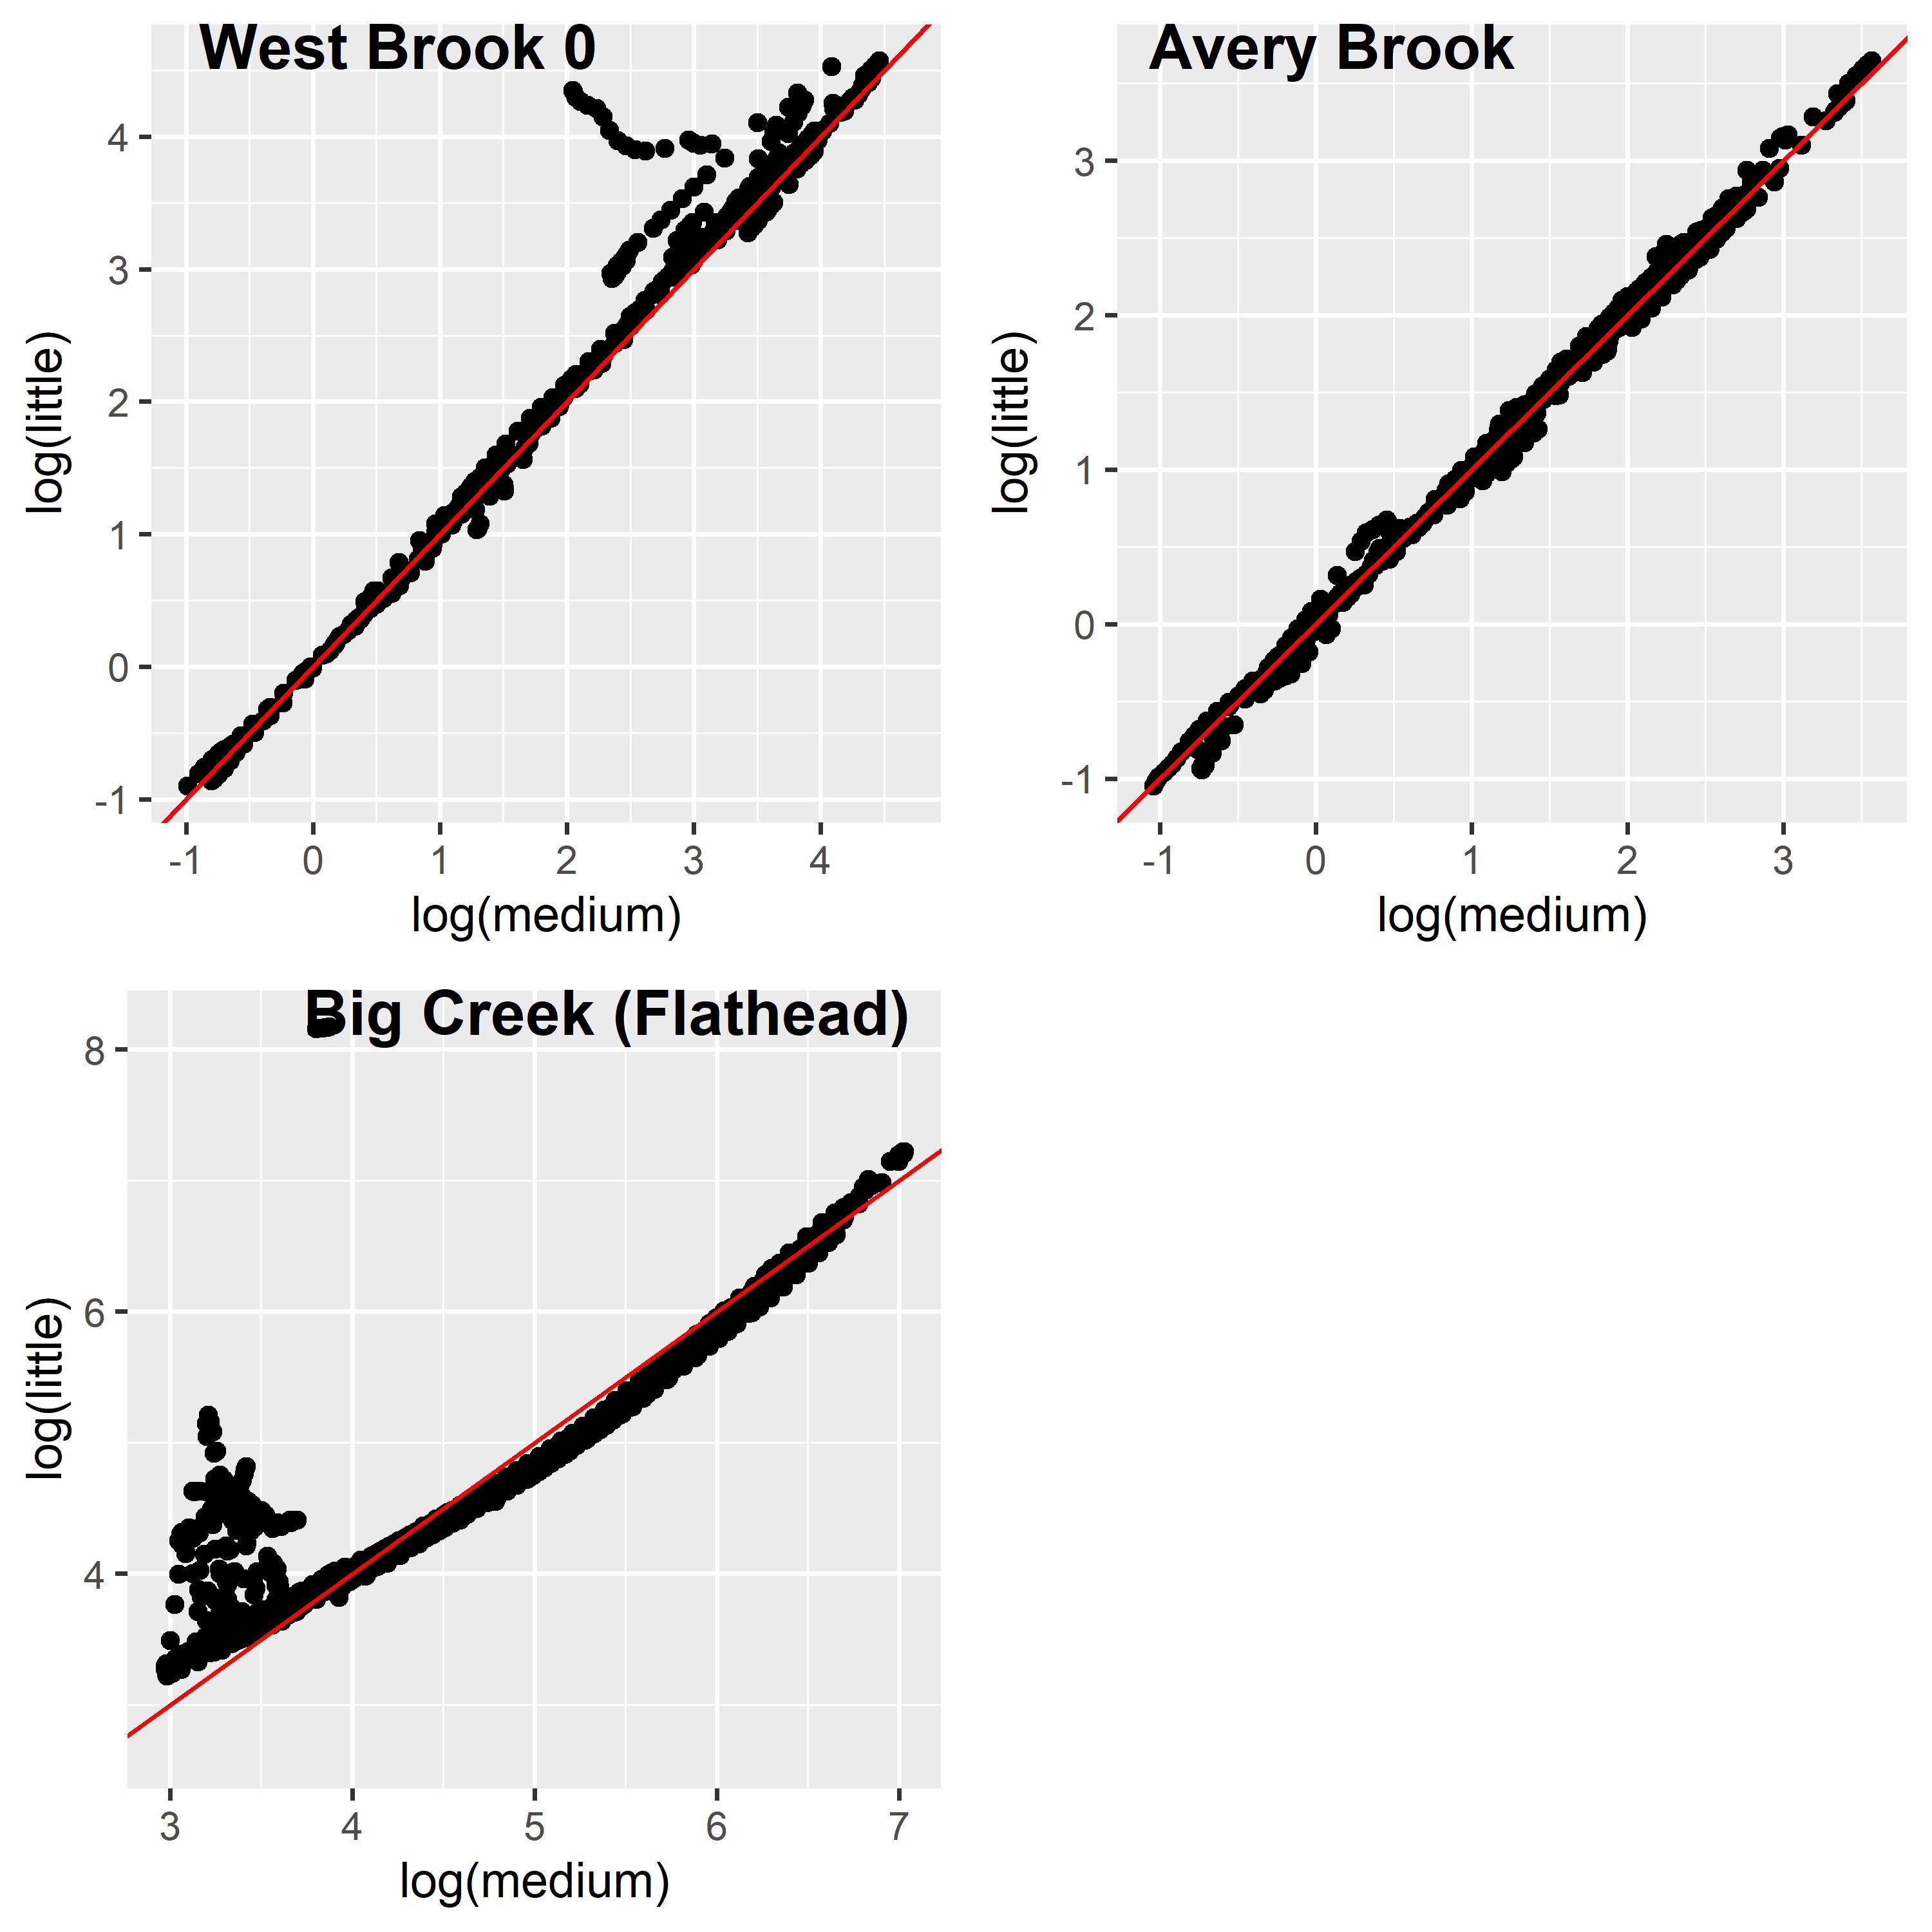 West Brook 0
4
3
2
1
0
-1
log(little)
-1 0 1 2 3 4
log(medium)
Avery Brook
3
2
1
0
-1
log(little)
-1 0 1 2 3
log(medium)
Big Creek (Flathead)
8
6
4
log(little)
3 4 5 6 7
log(medium)